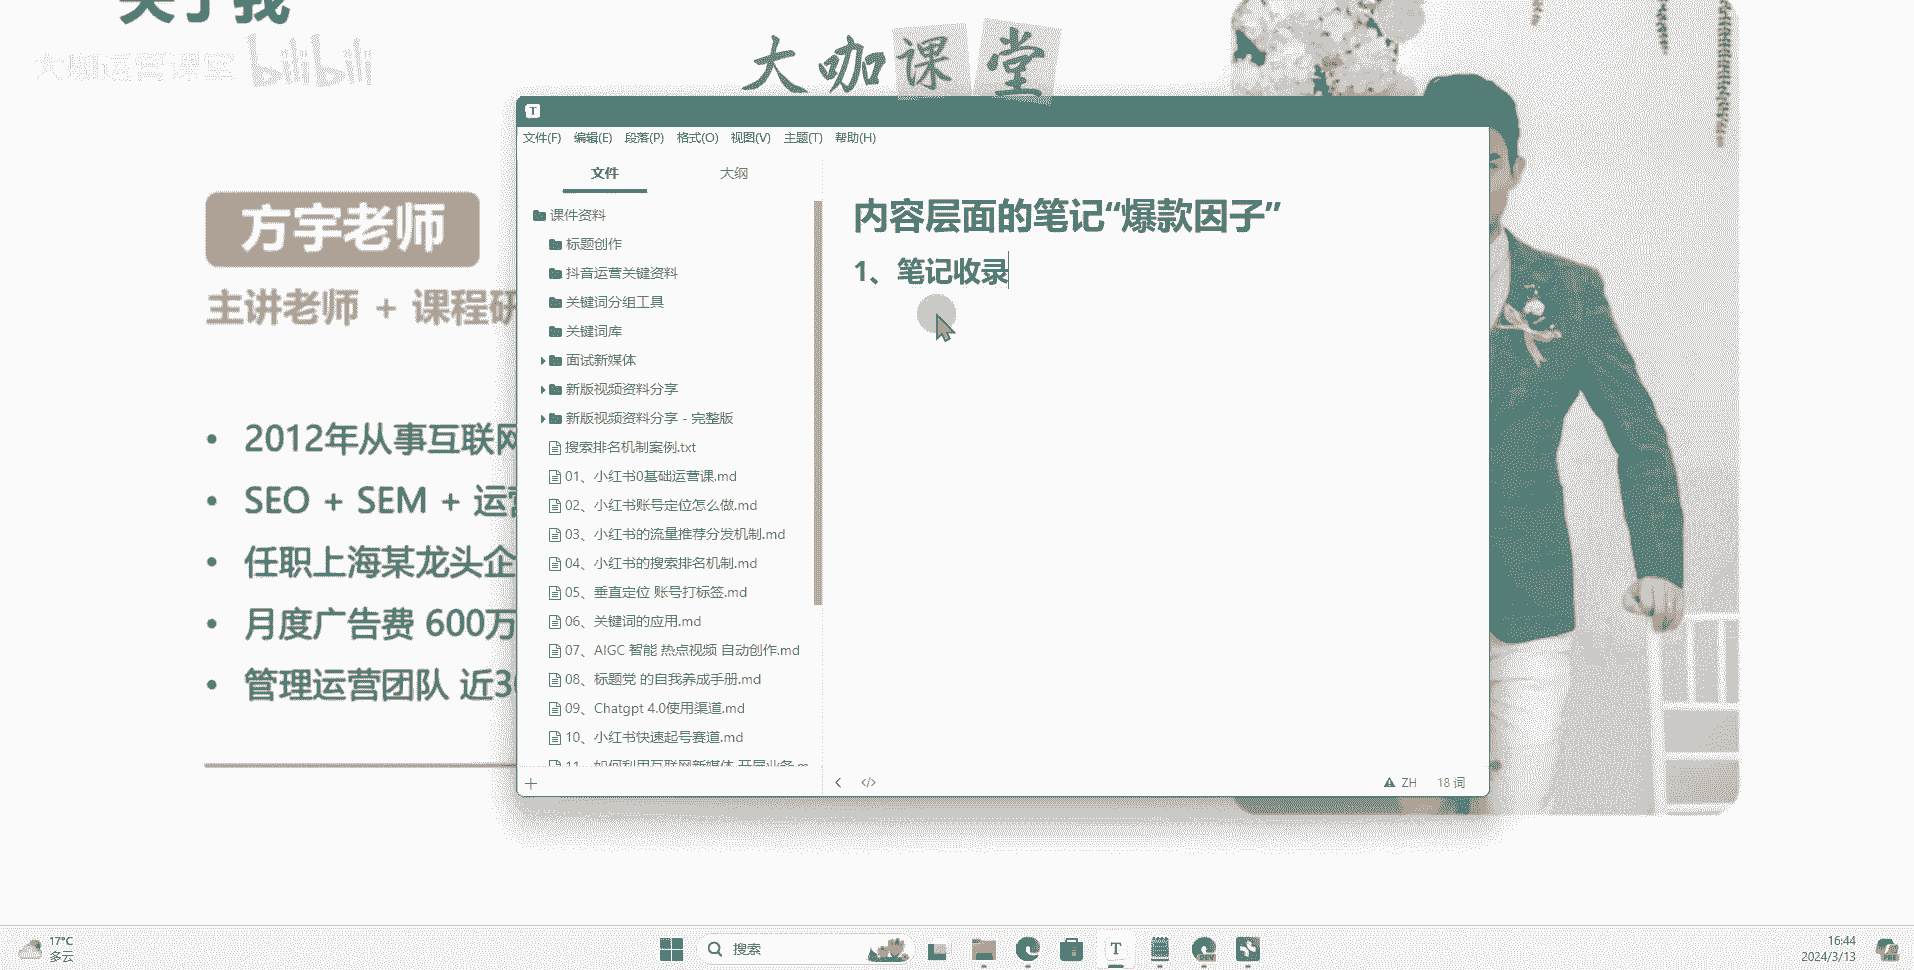 关于我
大咖运营课堂 bilibili
大咖课堂
方宇老师
主讲老师 + 课程研
2012年从事互联网
SEO + SEM + 运营
任职上海某龙头企
月度广告费 600万
管理运营团队 近30
T
文件(F) 编辑(E) 段落(P) 格式(O) 视图(V) 主题(T) 帮助(H)
文件 大纲
课件资料
标题创作
抖音运营关键资料
关键词分组工具
关键词库
面试新媒体
新版视频资料分享
新版视频资料分享 - 完整版
搜索排名机制案例.txt
01、小红书0基础运营课.md
02、小红书账号定位怎么做.md
03、小红书的流量推荐分发机制.md
04、小红书的搜索排名机制.md
05、垂直定位 账号打标签.md
06、关键词的应用.md
07、AIGC 智能 热点视频 自动创作.md
08、标题党 的自我养成手册.md
09、Chatgpt 4.0使用渠道.md
10、小红书快速起号赛道.md
11、如何利用互联网新媒体 开展业务.m
内容层面的笔记“爆款因子”
1、笔记收录
ZH 18 词
17°C
多云
搜索
T
DEV
16:44
2024/3/13
PRE